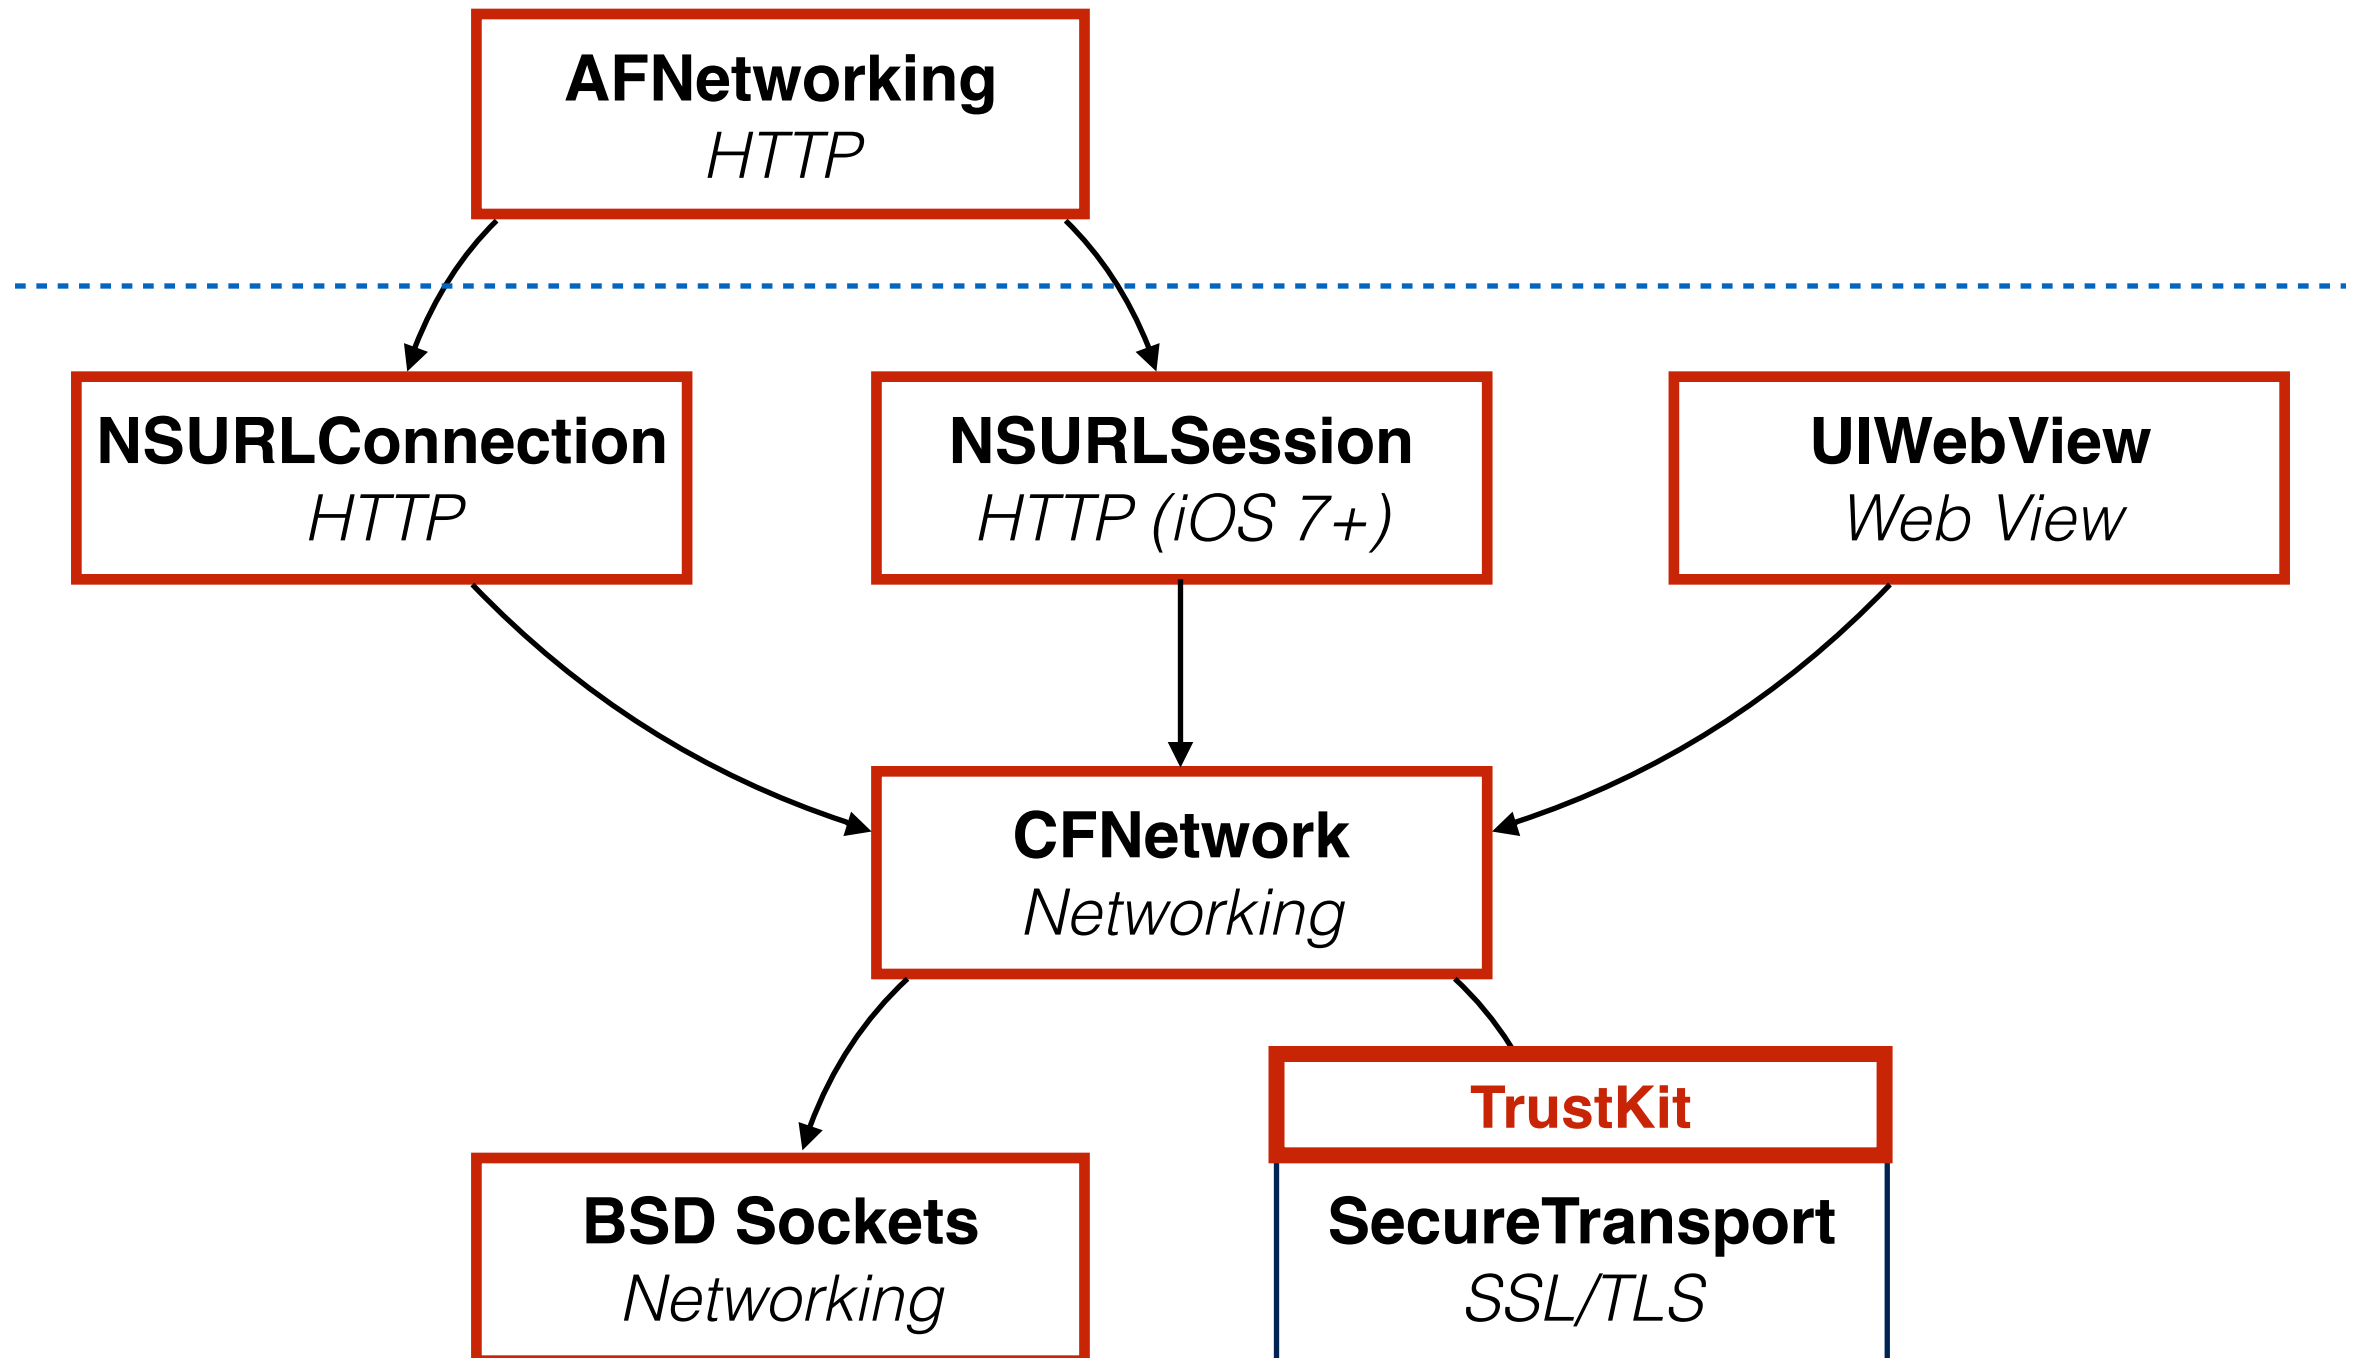 AFNetworking
HTTP
NSURLConnection
HTTP
NSURLSession
HTTP (iOS 7+)
UIWebView
Web View
CFNetwork
Networking
TrustKit
BSD Sockets
Networking
SecureTransport
SSL/TLS